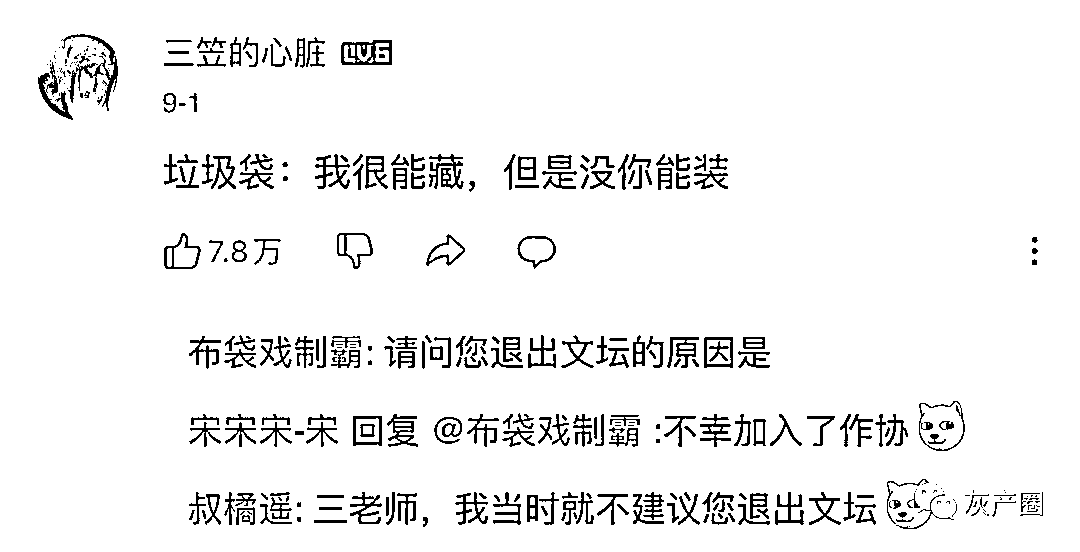 三笠的心脏 LV6
9-1
垃圾袋：我很能藏，但是没你能装
7.8万
布袋戏制霸: 请问您退出文坛的原因是
宋宋宋-宋 回复 @布袋戏制霸 :不幸加入了作协
叔橘遥: 三老师，我当时就不建议您退出文坛
灰产圈